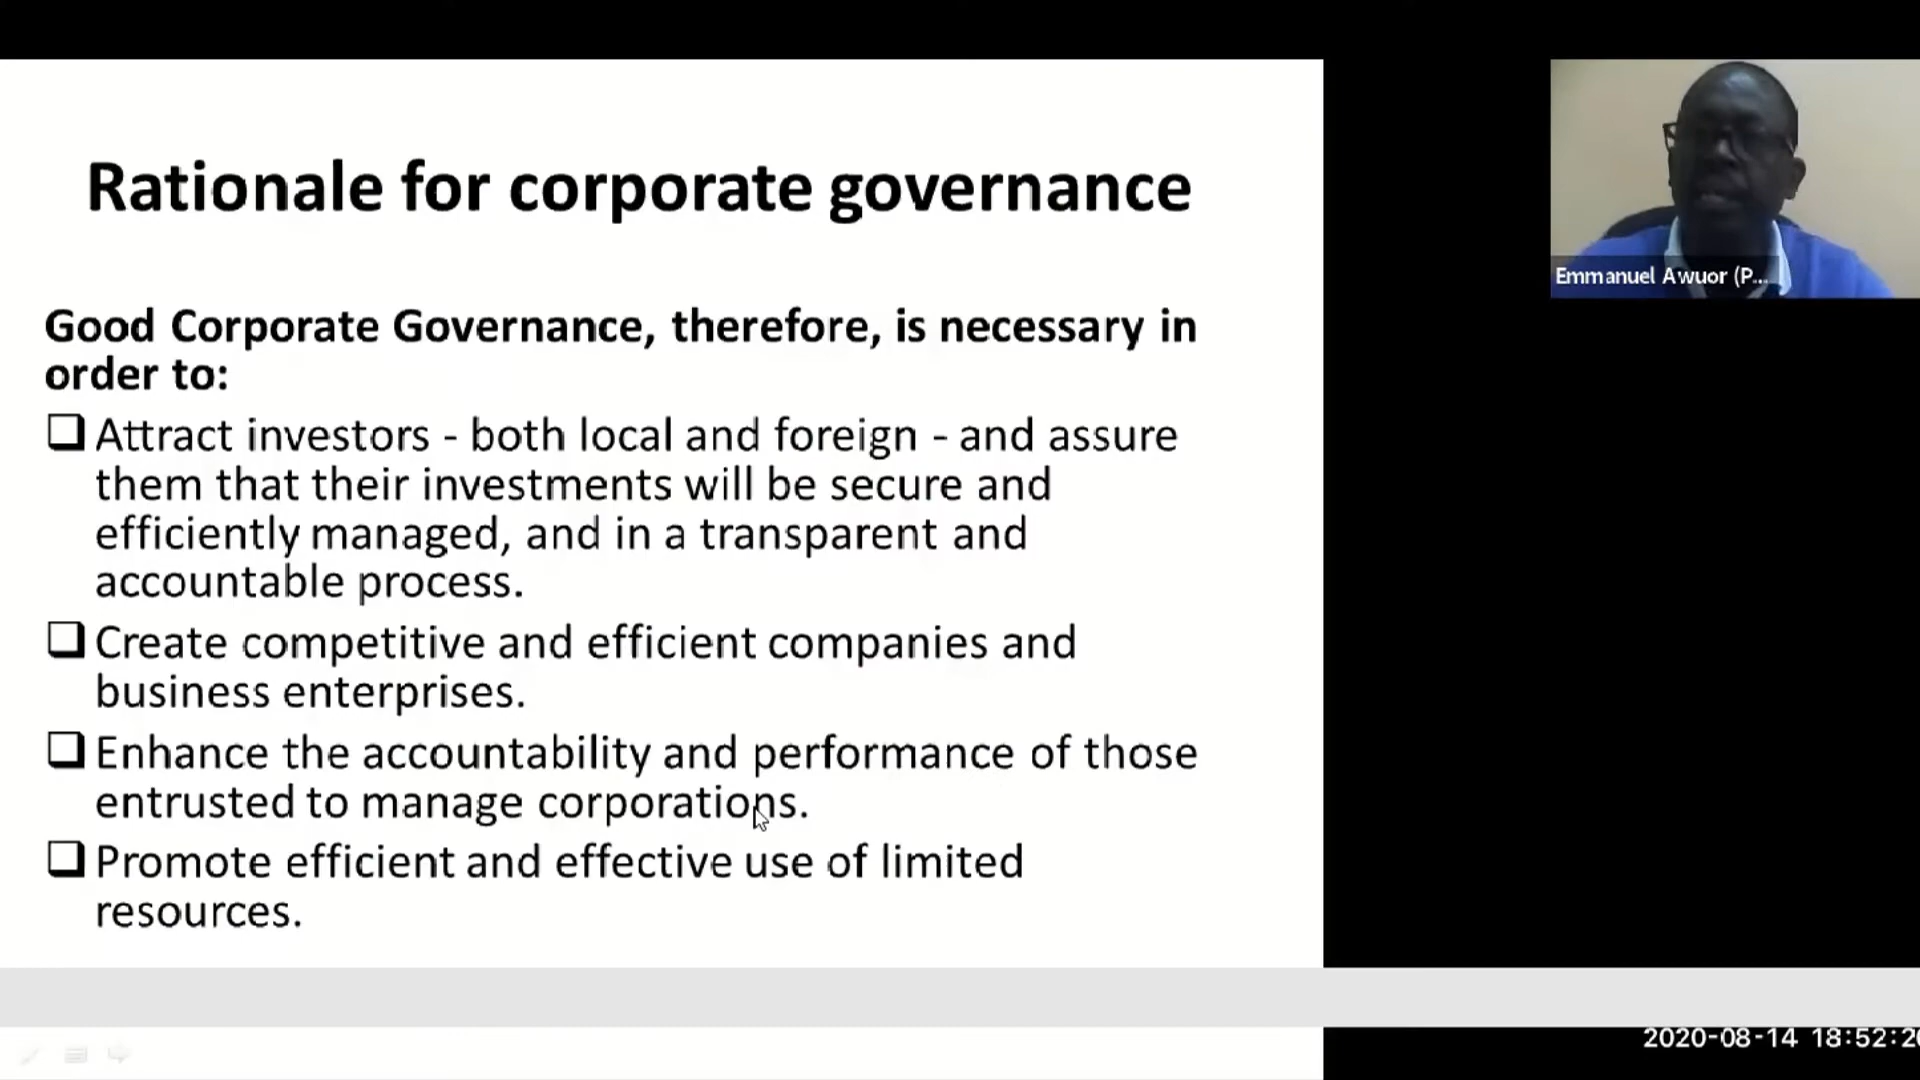 Rationale for corporate governance
Good Corporate Governance, therefore, is necessary in
order to:
Attract investors - both local and foreign - and assure
them that their investments will be secure and
efficiently managed, and in a transparent and
accountable process.
Create competitive and efficient companies and
business enterprises.
Enhance the accountability and performance of those
entrusted to manage corporations.
Promote efficient and effective use of limited
resources.
Emmanuel Awuor (P...
2020-08-14 18:52:2